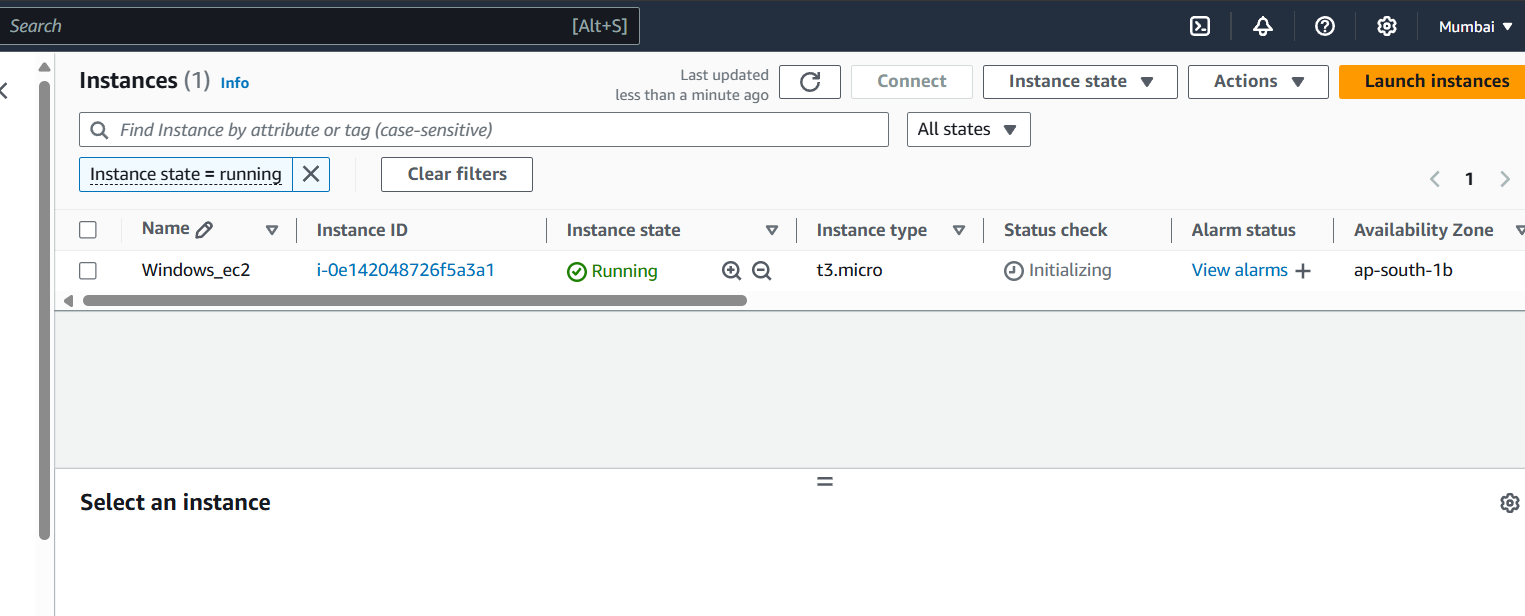 Search [Alt+S] Mumbai
Instances (1) Info
Last updated
less than a minute ago
Connect Instance state Actions Launch instances
Find Instance by attribute or tag (case-sensitive) All states
Instance state = running Clear filters
1
Name Instance ID Instance state Instance type Status check Alarm status Availability Zone
Windows_ec2 i-0e142048726f5a3a1 Running t3.micro Initializing View alarms ap-south-1b
Select an instance